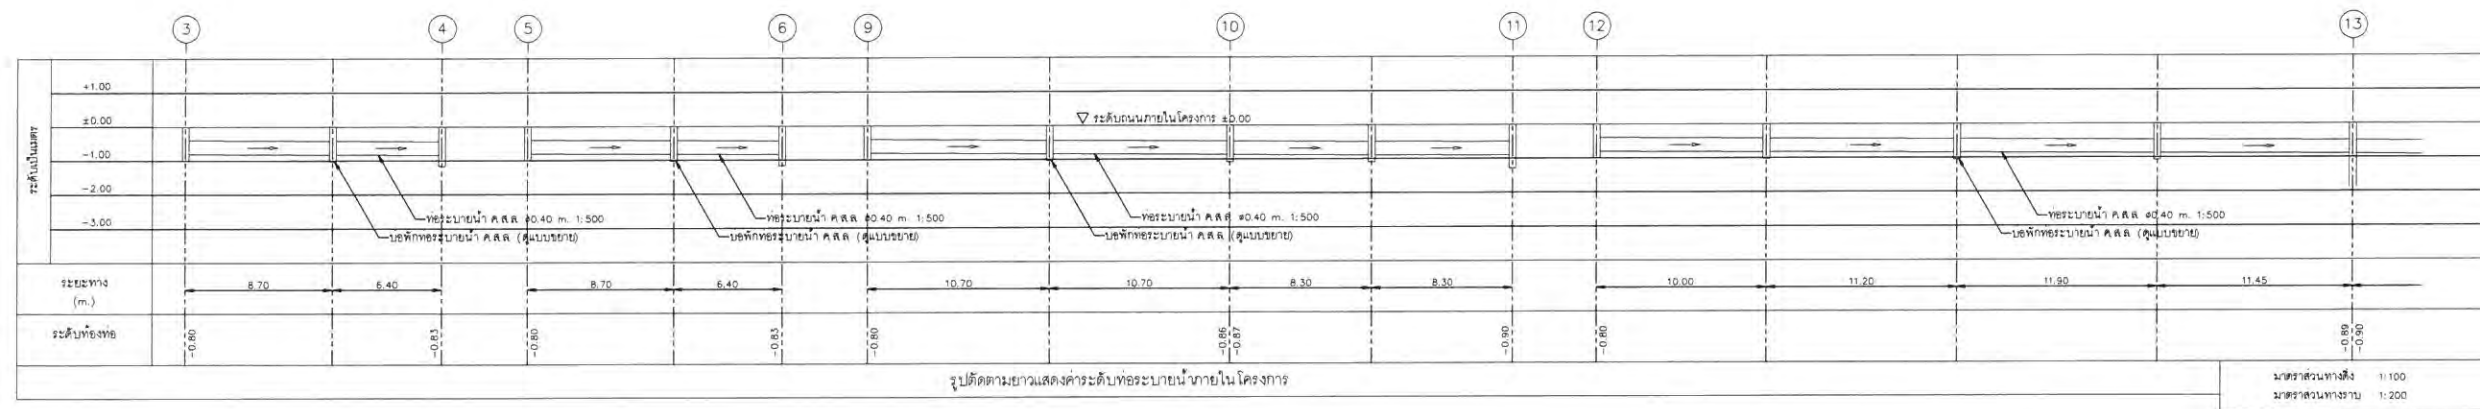 3 4 5 6 9 10 11 12 13
ระดับเป็นเมตร
+1.00
±0.00
-1.00
-2.00
-3.00
ระดับถนนภายในโครงการ ±0.00
ท่อระบายน้ำ ค.ส.ล. ø0.40 m. 1:500
บ่อพักท่อระบายน้ำ ค.ส.ล. (ดูแบบขยาย)
ท่อระบายน้ำ ค.ส.ล. ø0.40 m. 1:500
บ่อพักท่อระบายน้ำ ค.ส.ล. (ดูแบบขยาย)
ท่อระบายน้ำ ค.ส.ล. ø0.40 m. 1:500
บ่อพักท่อระบายน้ำ ค.ส.ล. (ดูแบบขยาย)
ท่อระบายน้ำ ค.ส.ล. ø0.40 m. 1:500
บ่อพักท่อระบายน้ำ ค.ส.ล. (ดูแบบขยาย)
ระยะทาง
(m.)
8.70 6.40 8.70 6.40 10.70 10.70 8.30 8.30 10.00 11.20 11.90 11.45
ระดับท้องท่อ
-0.80
-0.83
-0.80
-0.83
-0.80
-0.86
-0.87
-0.90
-0.80
-0.89
-0.90
รูปตัดตามยาวแสดงค่าระดับท่อระบายน้ำภายในโครงการ
มาตราส่วนทางดิ่ง 1:100
มาตราส่วนทางราบ 1:200